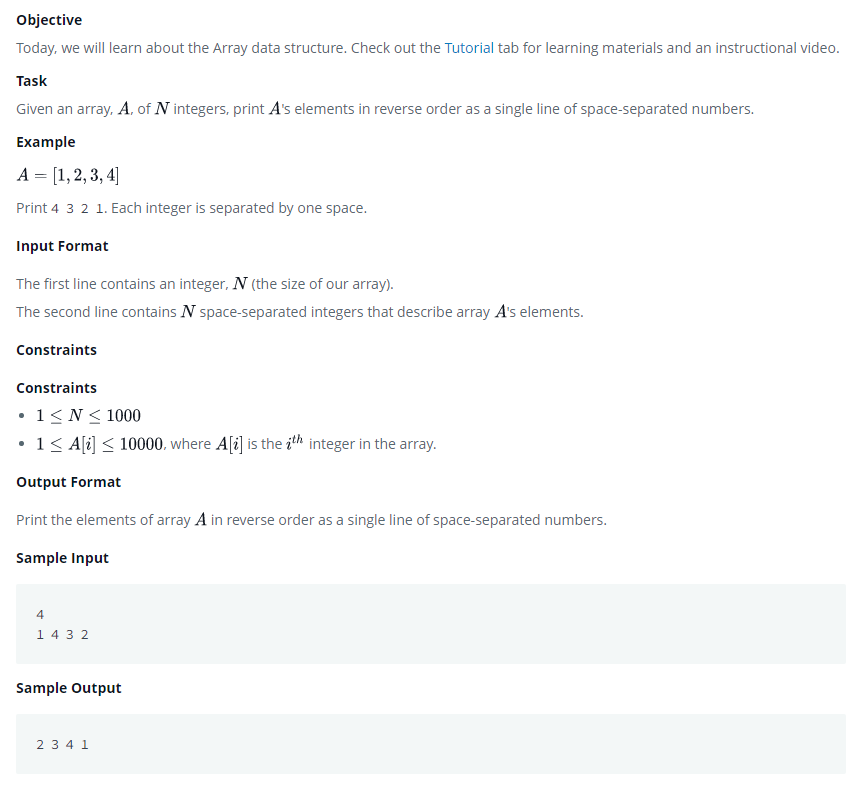 Objective
Today, we will learn about the Array data structure. Check out the Tutorial tab for learning materials and an instructional video.
Task
Given an array, A, of N integers, print A's elements in reverse order as a single line of space-separated numbers.
Example
A = [1, 2, 3, 4]
Print 4 3 2 1. Each integer is separated by one space.
Input Format
The first line contains an integer, N (the size of our array).
The second line contains N space-separated integers that describe array A's elements.
Constraints
Constraints
• 1 ≤ N ≤ 1000
• 1 ≤ A[i] ≤ 10000, where A[i] is the i^th integer in the array.
Output Format
Print the elements of array A in reverse order as a single line of space-separated numbers.
Sample Input
4
1 4 3 2
Sample Output
2 3 4 1